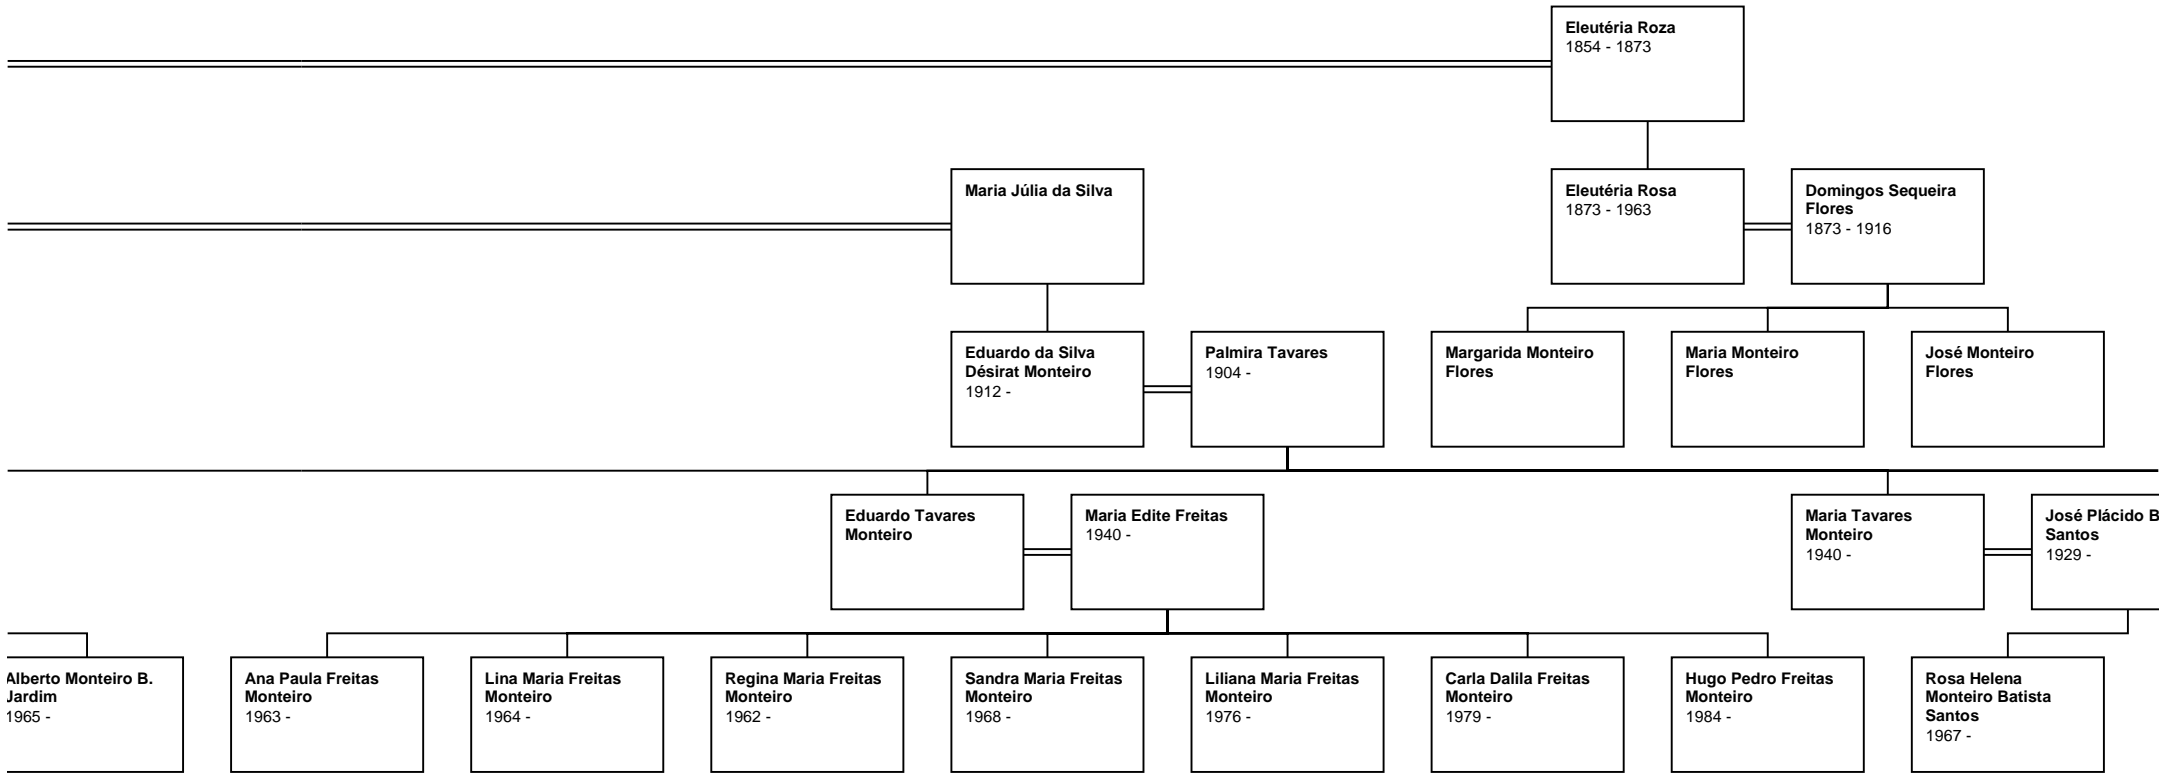 Eleutéria Roza
1854 - 1873
Maria Júlia da Silva
Eleutéria Rosa
1873 - 1963
Domingos Sequeira
Flores
1873 - 1916
Eduardo da Silva
Désirat Monteiro
1912 -
Palmira Tavares
1904 -
Margarida Monteiro
Flores
Maria Monteiro
Flores
José Monteiro
Flores
Eduardo Tavares
Monteiro
Maria Edite Freitas
1940 -
Maria Tavares
Monteiro
1940 -
José Plácido B
Santos
1929 -
Alberto Monteiro B.
Jardim
1965 -
Ana Paula Freitas
Monteiro
1963 -
Lina Maria Freitas
Monteiro
1964 -
Regina Maria Freitas
Monteiro
1962 -
Sandra Maria Freitas
Monteiro
1968 -
Liliana Maria Freitas
Monteiro
1976 -
Carla Dalila Freitas
Monteiro
1979 -
Hugo Pedro Freitas
Monteiro
1984 -
Rosa Helena
Monteiro Batista
Santos
1967 -